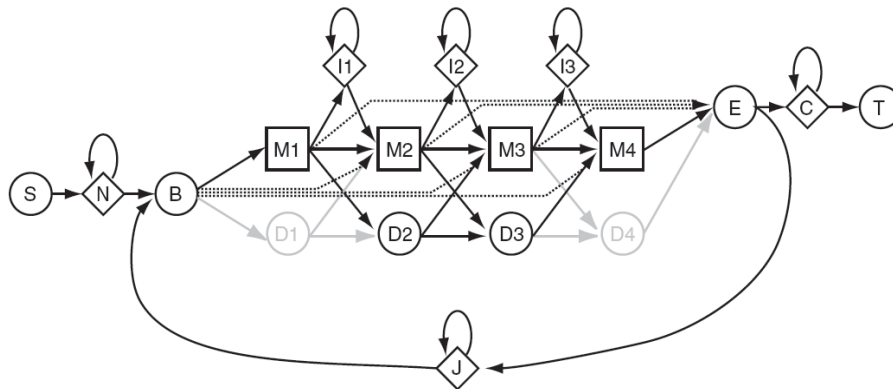 I1 I2 I3
E C T
M1 M2 M3 M4
S N B
D1 D2 D3 D4
J